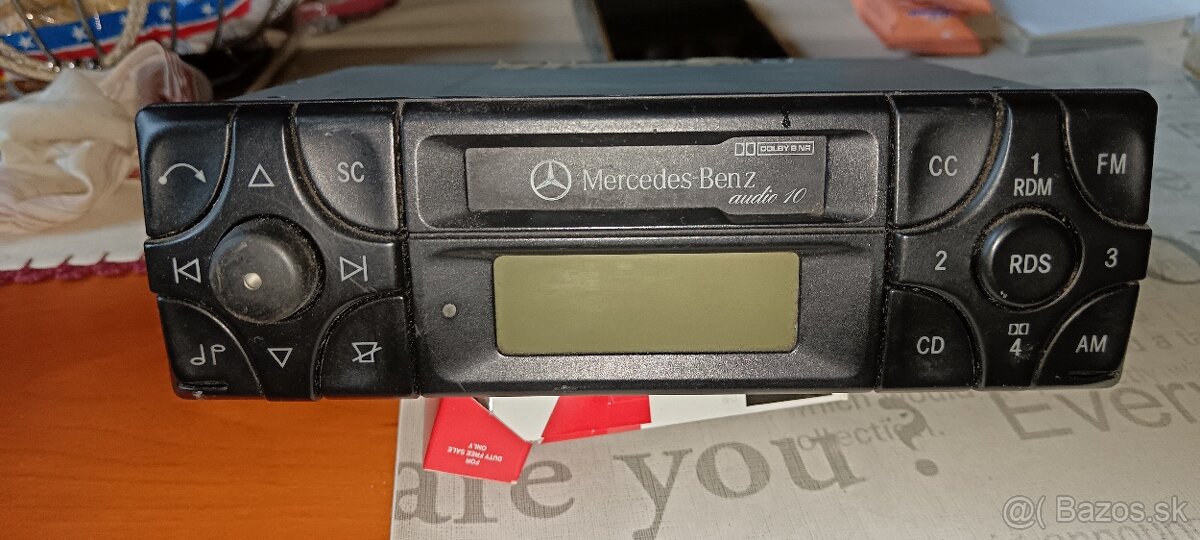 DOLBY B NR
SC
Mercedes-Benz
audio 10
CC
1
RDM
FM
2
RDS
3
CD
4
AM
FOR
DUTY FREE SALE
ONLY
collection.
Every
are you?
@( Bazos.sk